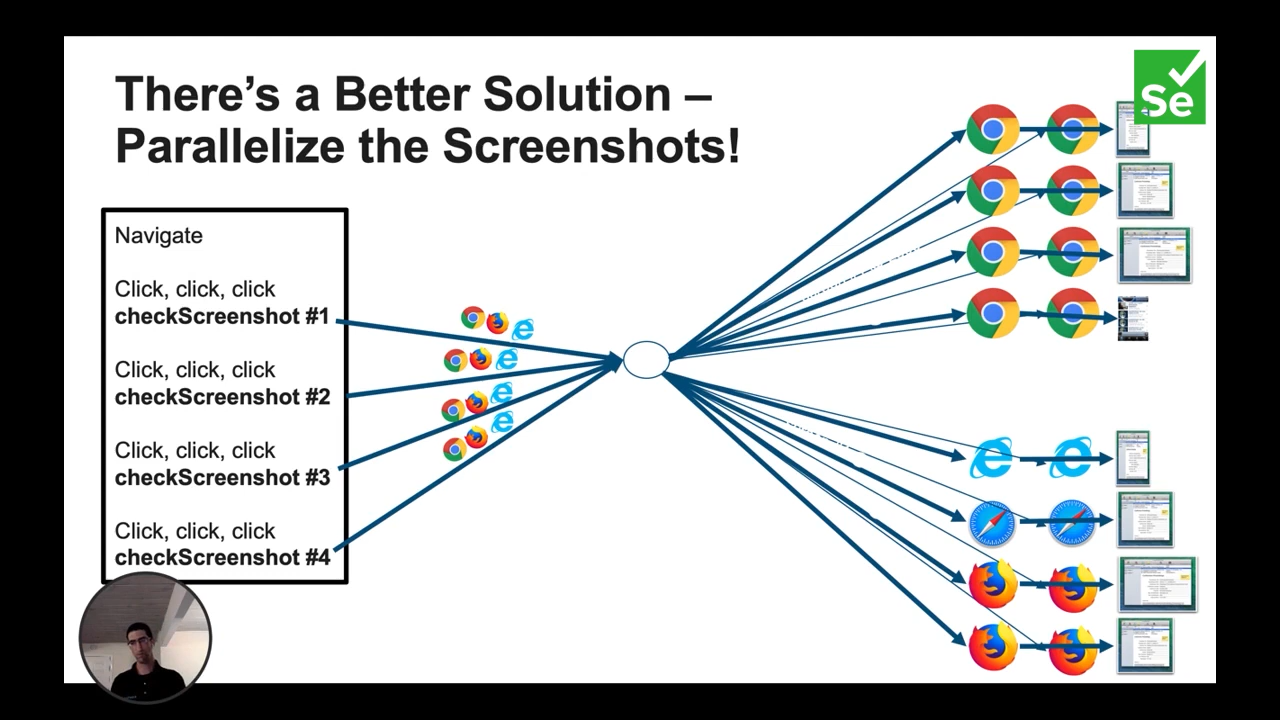 There’s a Better Solution –
Parallelize the Screenshots!
Se
Navigate
Click, click, click
checkScreenshot #1
Click, click, click
checkScreenshot #2
Click, click, click
checkScreenshot #3
Click, click, click
checkScreenshot #4